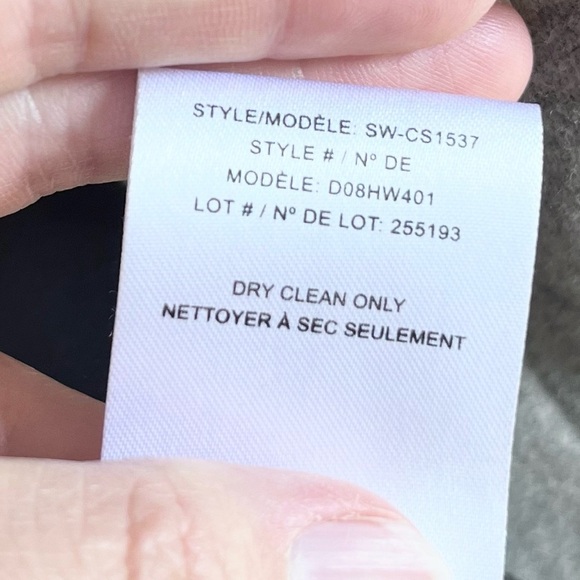 STYLE/MODÈLE: SW-CS1537
STYLE # / Nº DE
MODÈLE: D08HW401
LOT # / Nº DE LOT: 255193
DRY CLEAN ONLY
NETTOYER À SEC SEULEMENT